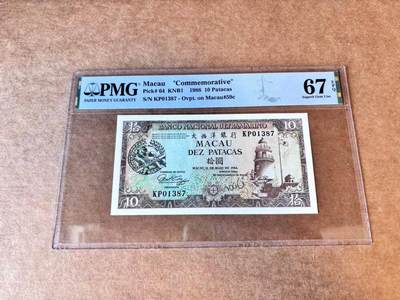 PMG
PAPER MONEY GUARANTY
Macau "Commemorative"
Pick# 64 KNB1 1988 10 Patacas
S/N KP01387 - Ovpt. on Macau#59c
67 EPQ
Superb Gem Unc
10 BANCO NACIONAL ULTRAMARINO 10
大西洋銀行 KP01387
MACAU
DEZ PATACAS
拾圓
KP01387
10